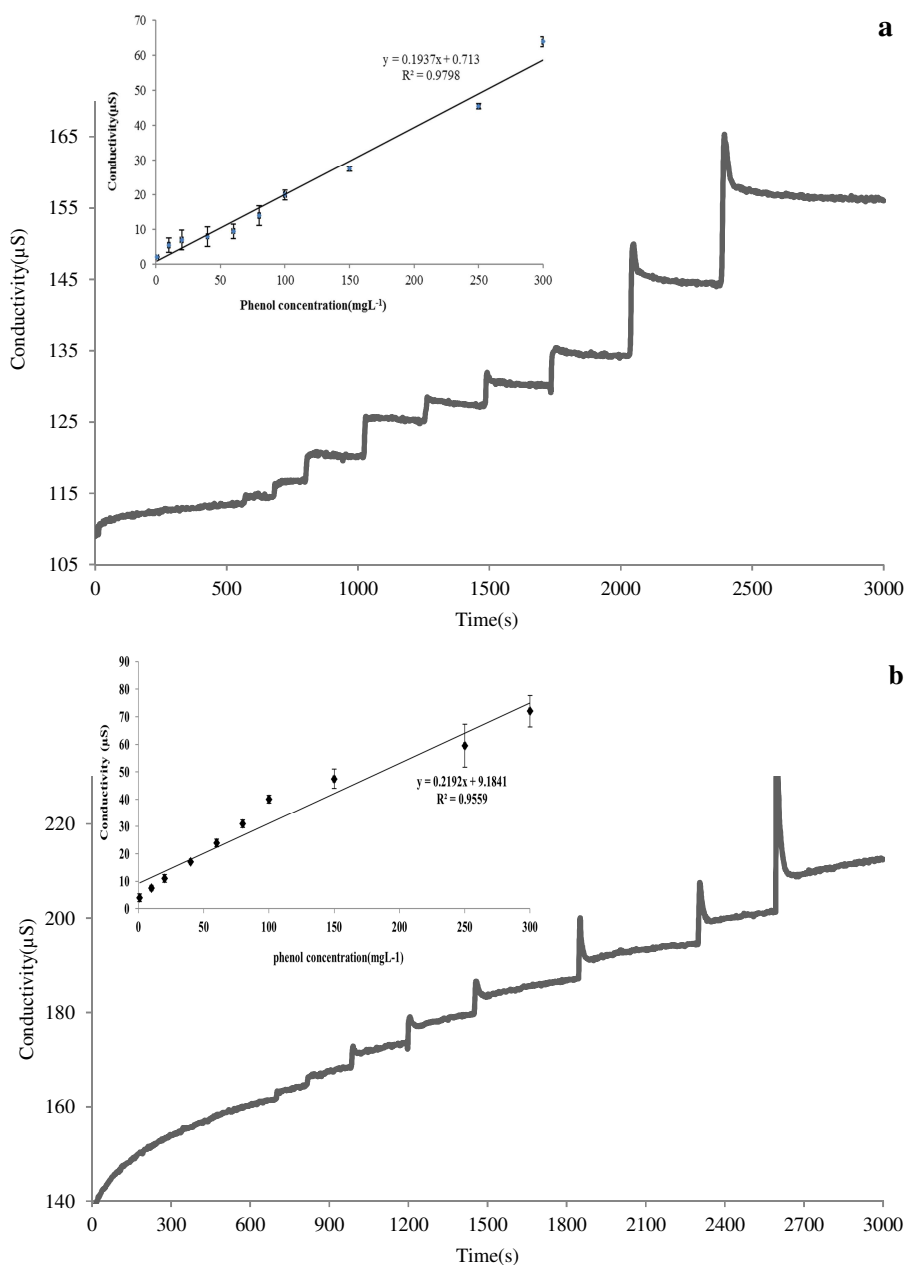 a
70
60
50
40
30
20
10
0
y = 0.1937x + 0.713
R² = 0.9798
Conductivity(µS)
0 50 100 150 200 250 300
Phenol concentration(mgL⁻¹)
165
155
145
135
125
115
105
Conductivity(µS)
0 500 1000 1500 2000 2500 3000
Time(s)
b
90
80
70
60
50
40
30
20
10
0
Conductivity (µS)
y = 0.2192x + 9.1841
R² = 0.9559
0 50 100 150 200 250 300
phenol concentration(mgL-1)
220
200
180
160
140
Conductivity(µS)
0 300 600 900 1200 1500 1800 2100 2400 2700 3000
Time(s)